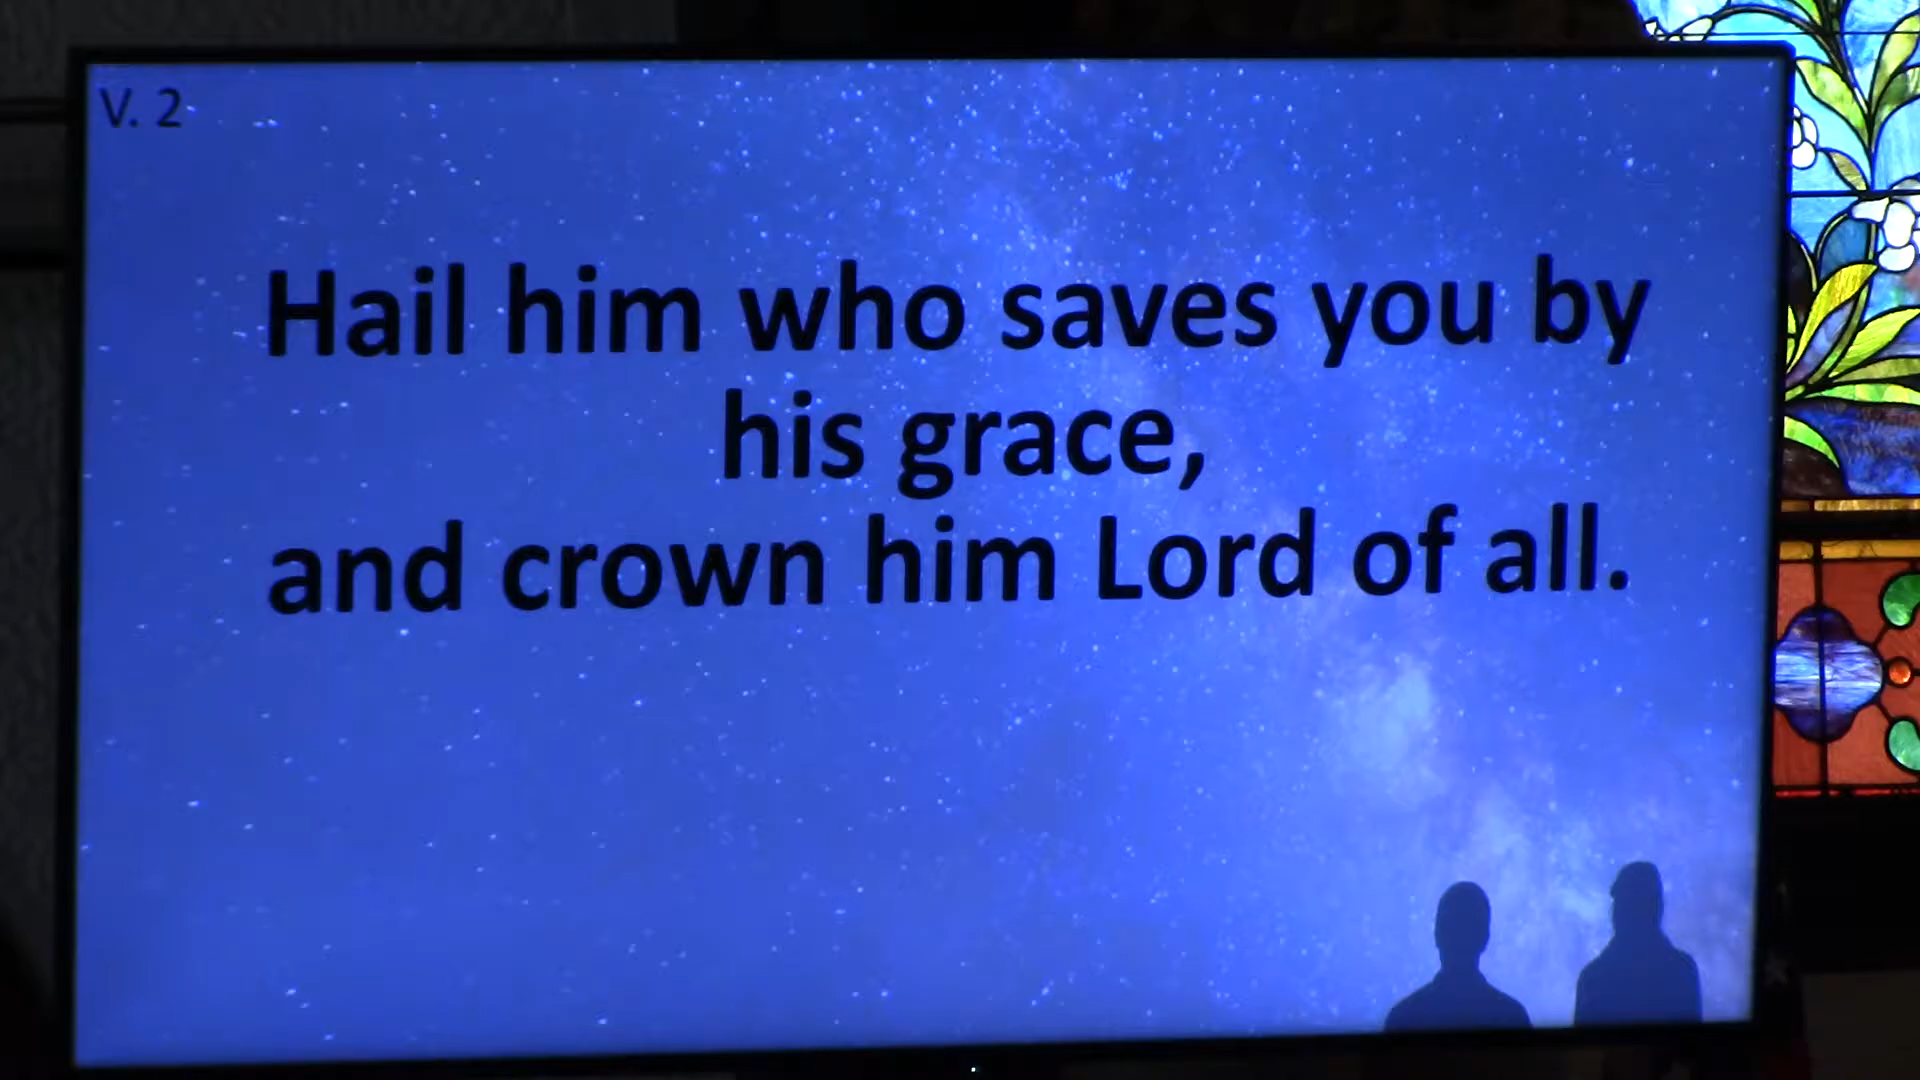 V. 2
Hail him who saves you by
his grace,
and crown him Lord of all.